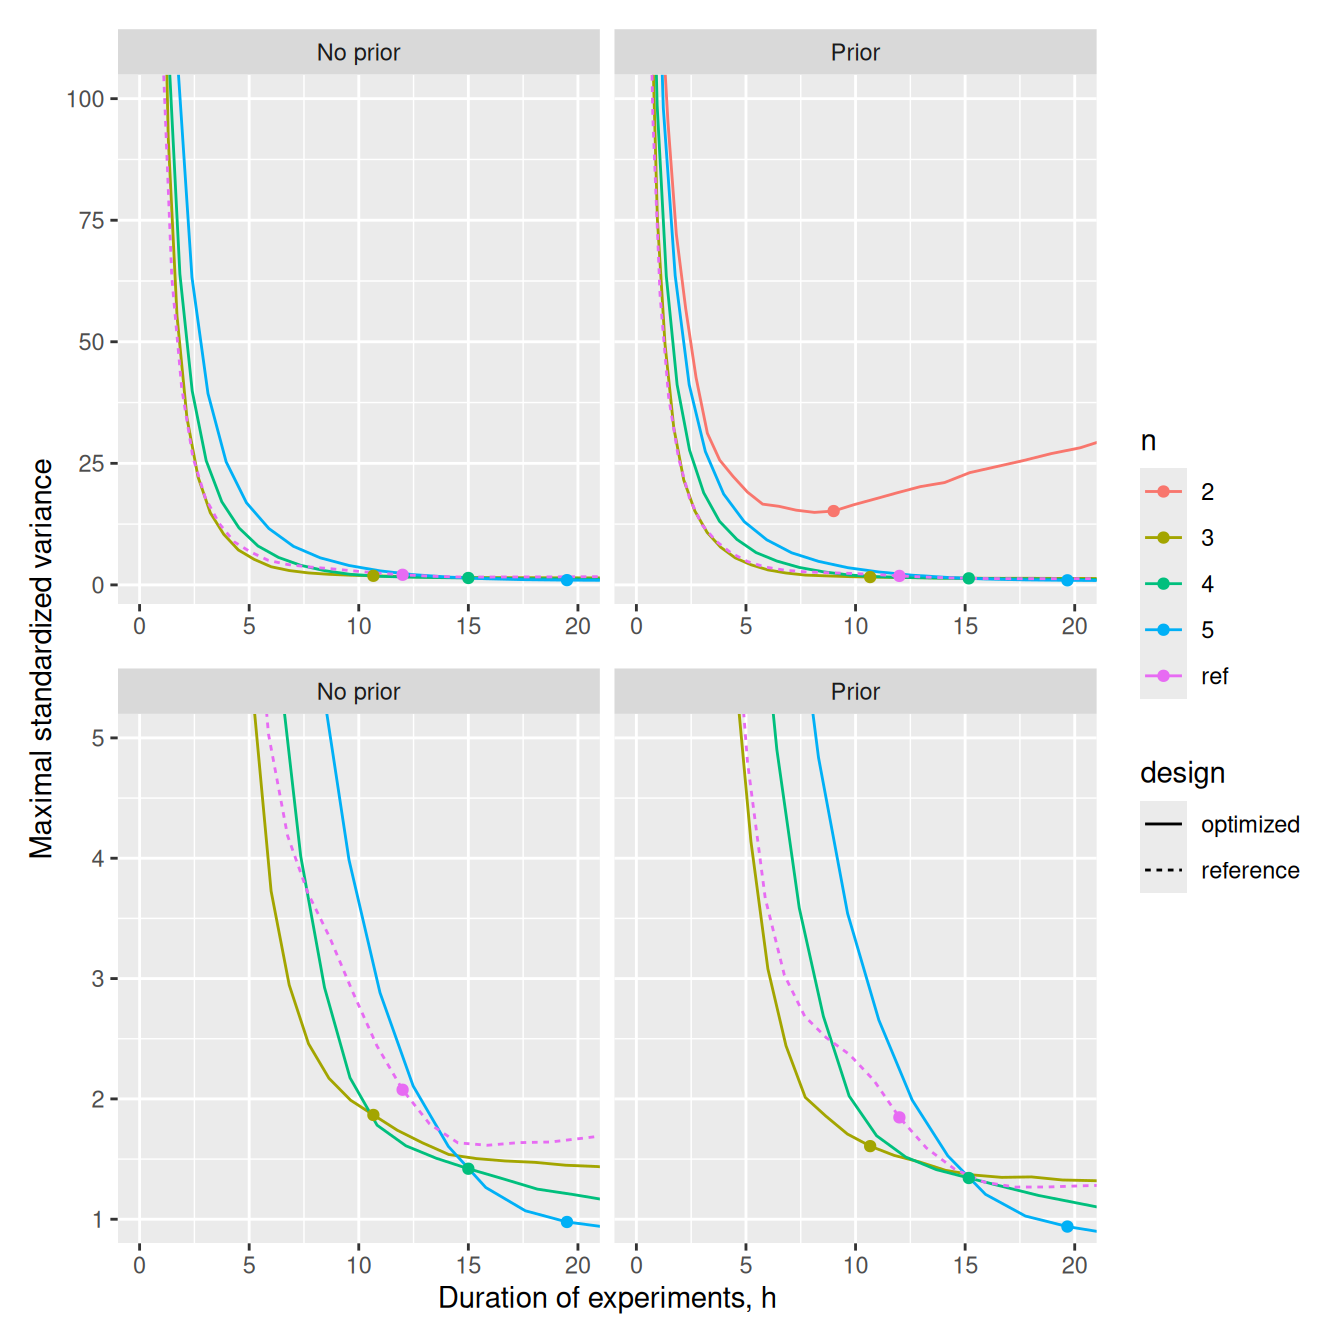 No prior
Prior
100
75
50
25
0
0 5 10 15 20
0 5 10 15 20
No prior
Prior
5
4
3
2
1
0 5 10 15 20
0 5 10 15 20
Duration of experiments, h
Maximal standardized variance
n
2
3
4
5
ref
design
optimized
reference